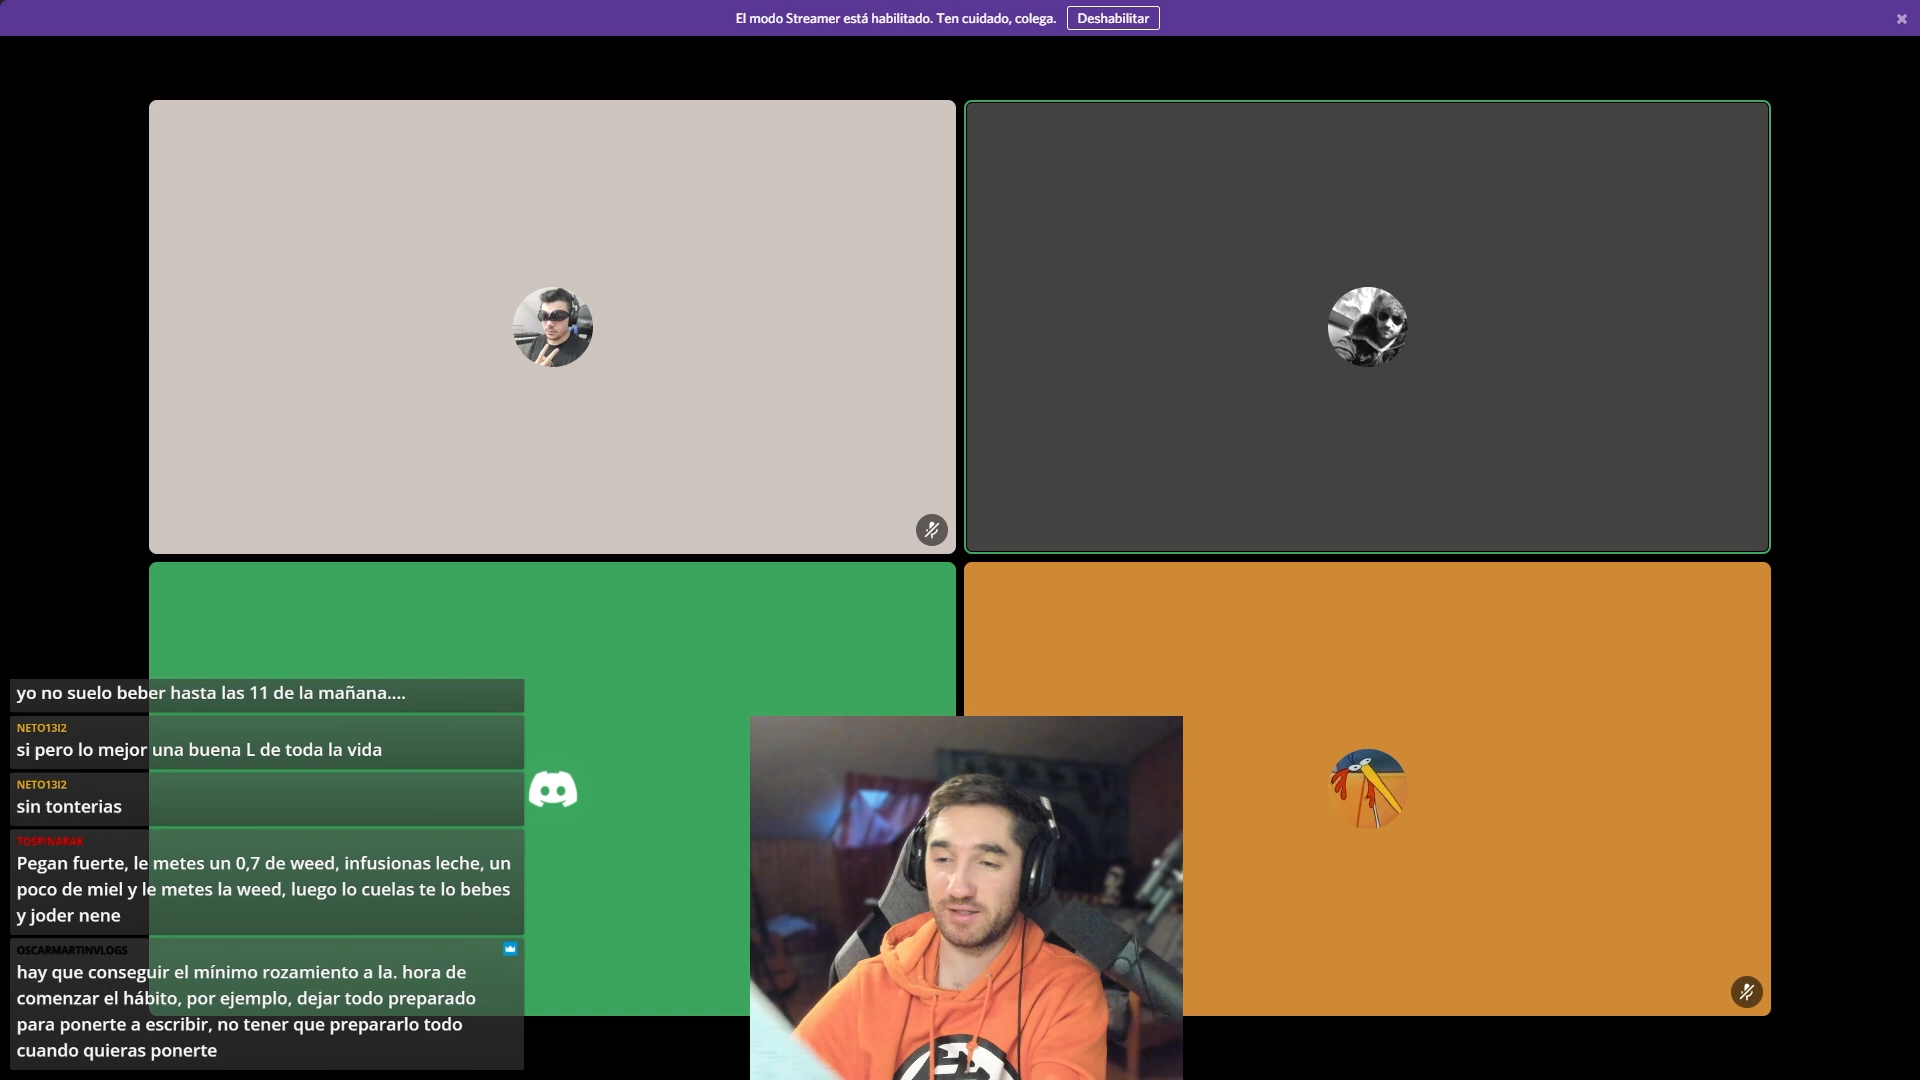 El modo Streamer está habilitado. Ten cuidado, colega.
Deshabilitar
yo no suelo beber hasta las 11 de la mañana....
NETO13I2
si pero lo mejor una buena L de toda la vida
NETO13I2
sin tonterias
TOSPINARAK
Pegan fuerte, le metes un 0,7 de weed, infusionas leche, un
poco de miel y le metes la weed, luego lo cuelas te lo bebes
y joder nene
OSCARMARTINVLOGS
hay que conseguir el mínimo rozamiento a la. hora de
comenzar el hábito, por ejemplo, dejar todo preparado
para ponerte a escribir, no tener que prepararlo todo
cuando quieras ponerte